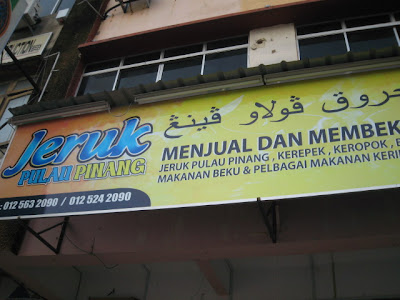 جروق ڤولاو ڤينڠ
Jeruk
PULAU PINANG
: 012 563 2090 / 012 524 2090
MENJUAL DAN MEMBEK
JERUK PULAU PINANG , KEREPEK , KEROPOK ,
MAKANAN BEKU & PELBAGAI MAKANAN KERI